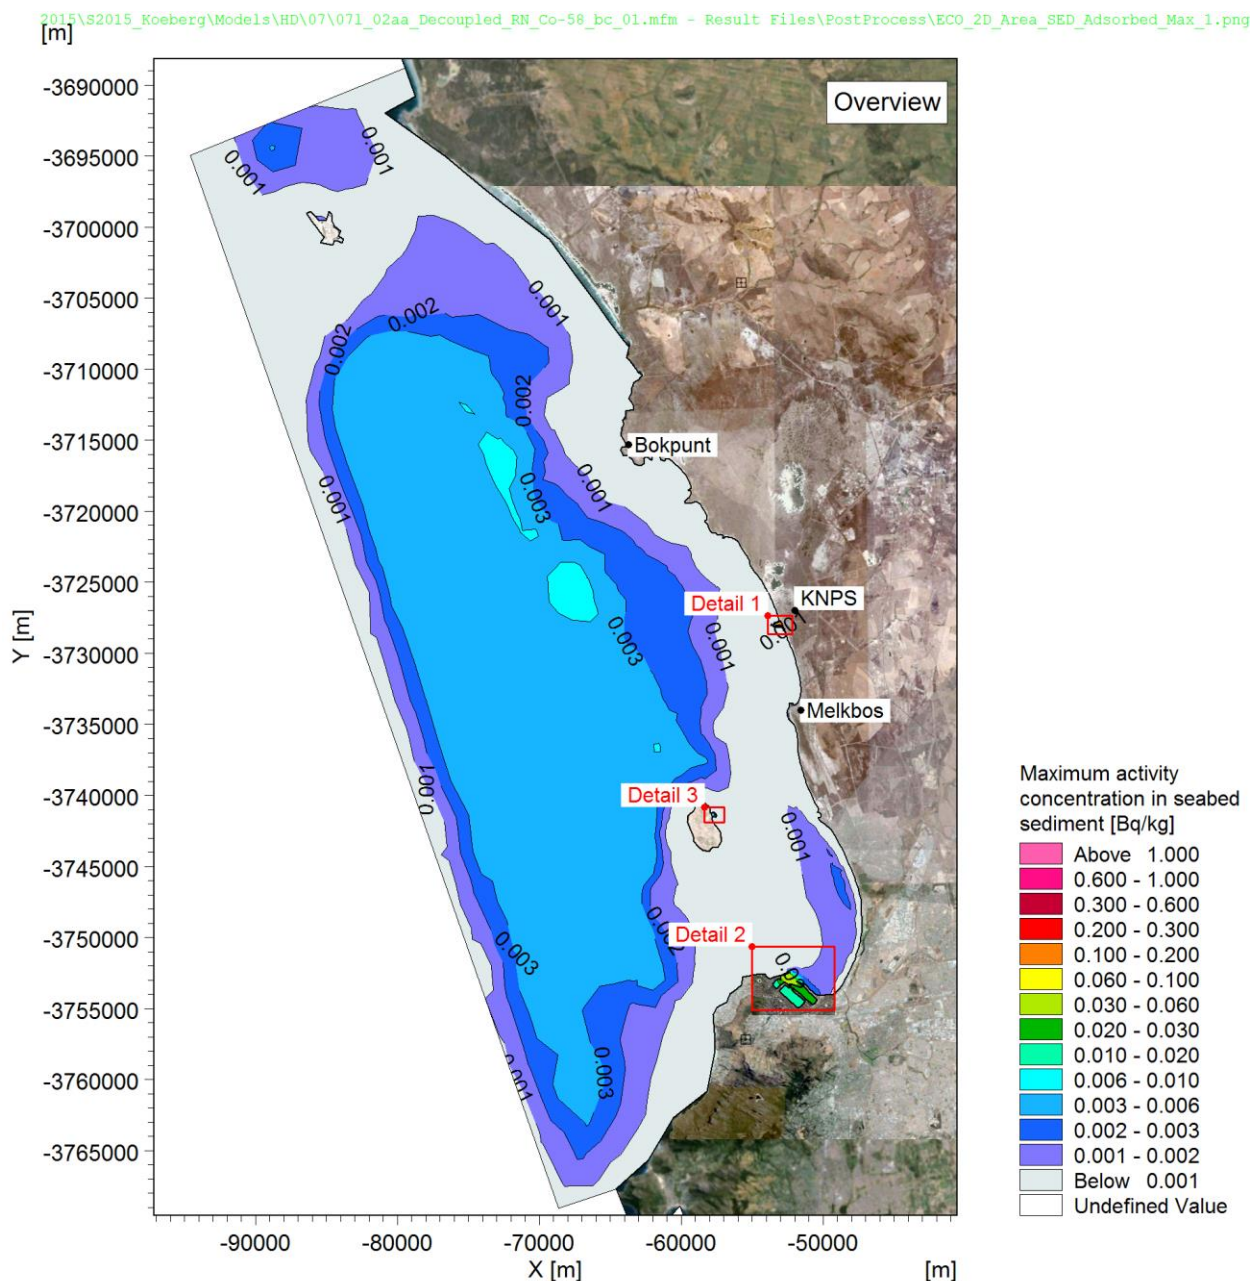 2015\S2015_Koeberg\Models\HD\07\07l_02aa_Decoupled_RN_Co-58_bc_01.mfm - Result Files\PostProcess\ECO_2D_Area_SED_Adsorbed_Max_1.png
[m]
Overview
-3690000
-3695000
-3700000
-3705000
-3710000
-3715000
-3720000
-3725000
-3730000
-3735000
-3740000
-3745000
-3750000
-3755000
-3760000
-3765000
Y [m]
0.001
0.001
0.001
0.002
0.002
0.002
Bokpunt
0.001
0.003
0.001
KNPS
Detail 1
0.001
0.003
0.001
Melkbos
0.001
Detail 3
0.001
Detail 2
0.002
0.003
0.003
0.001
-90000
-80000
-70000
-60000
-50000
X [m]
[m]
Maximum activity
concentration in seabed
sediment [Bq/kg]
Above 1.000
0.600 - 1.000
0.300 - 0.600
0.200 - 0.300
0.100 - 0.200
0.060 - 0.100
0.030 - 0.060
0.020 - 0.030
0.010 - 0.020
0.006 - 0.010
0.003 - 0.006
0.002 - 0.003
0.001 - 0.002
Below 0.001
Undefined Value